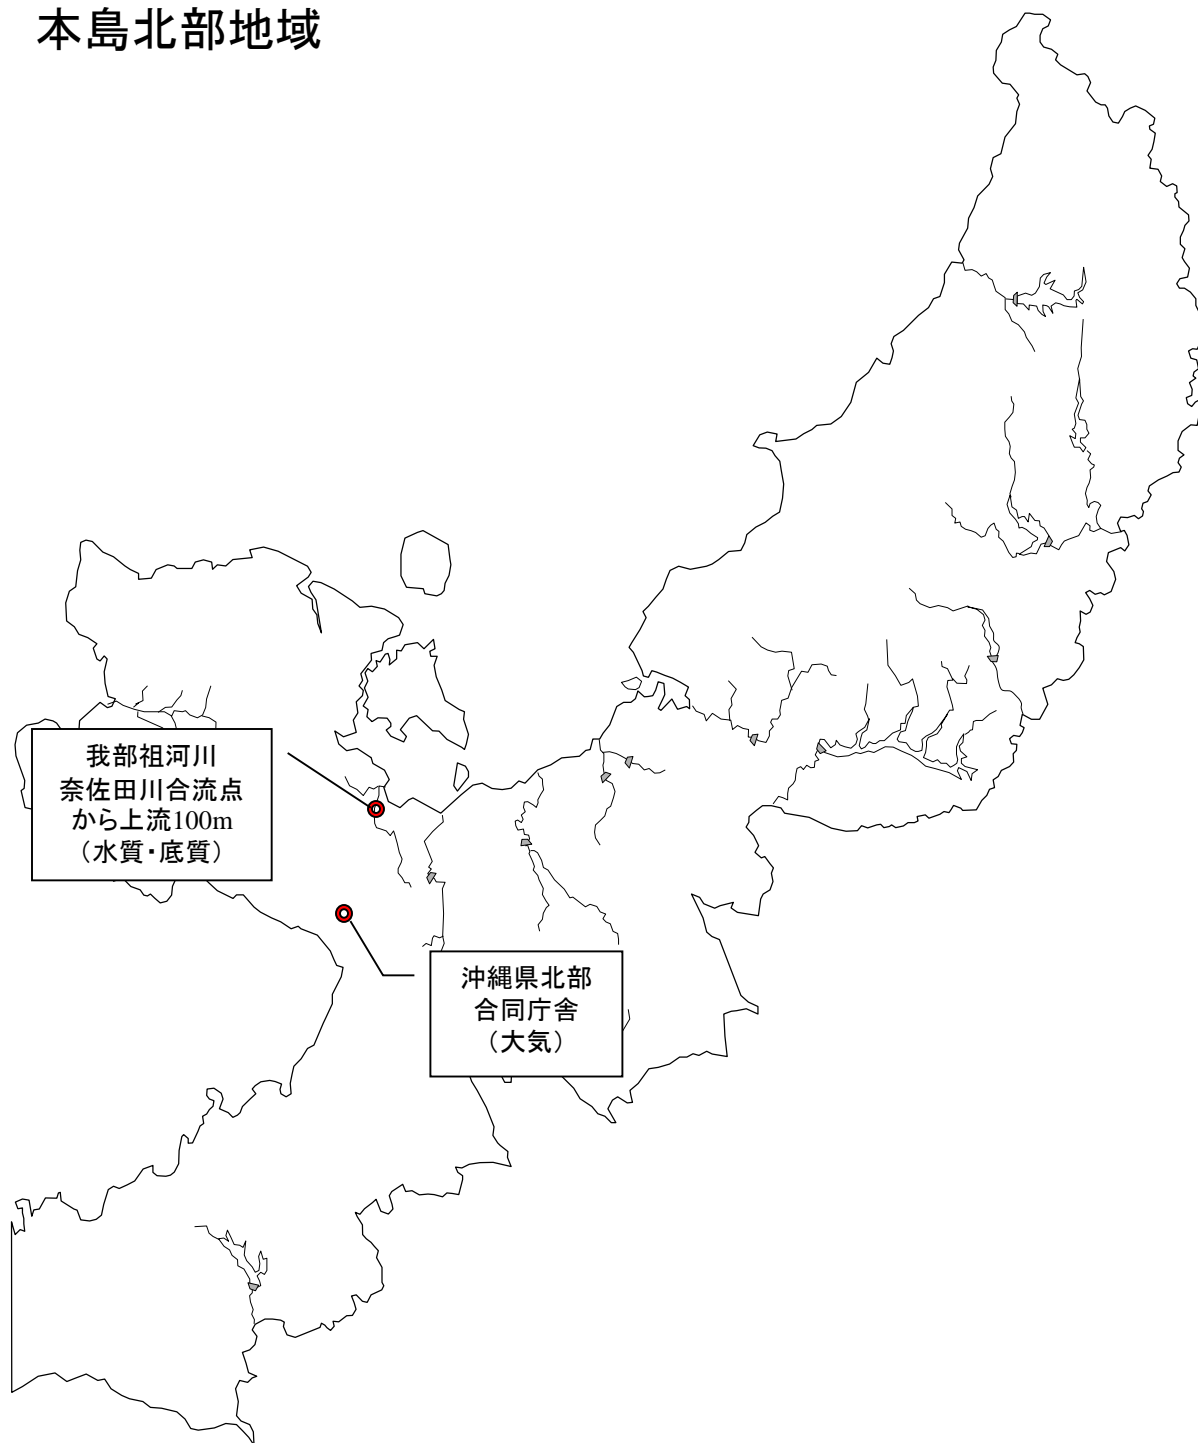 本島北部地域
我部祖河川
奈佐田川合流点
から上流100m
（水質・底質）
沖縄県北部
合同庁舎
（大気）